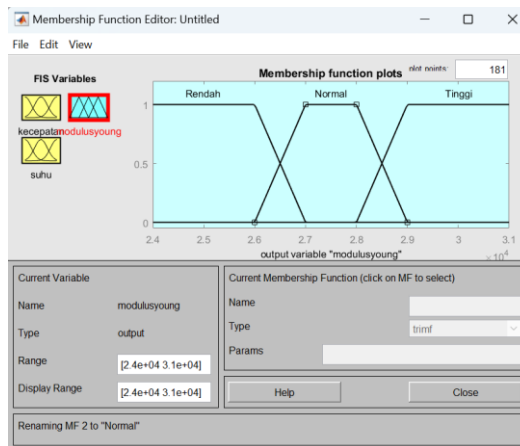 Membership Function Editor: Untitled
File Edit View
FIS Variables
kecepatan
modulusyoung
suhu
Membership function plots
plot points:
181
Rendah
Normal
Tinggi
1
0.5
0
2.4 2.5 2.6 2.7 2.8 2.9 3 3.1
×10⁴
output variable "modulusyoung"
Current Variable
Name modulusyoung
Type output
Range [2.4e+04 3.1e+04]
Display Range [2.4e+04 3.1e+04]
Current Membership Function (click on MF to select)
Name
Type trimf
Params
Help
Close
Renaming MF 2 to "Normal"